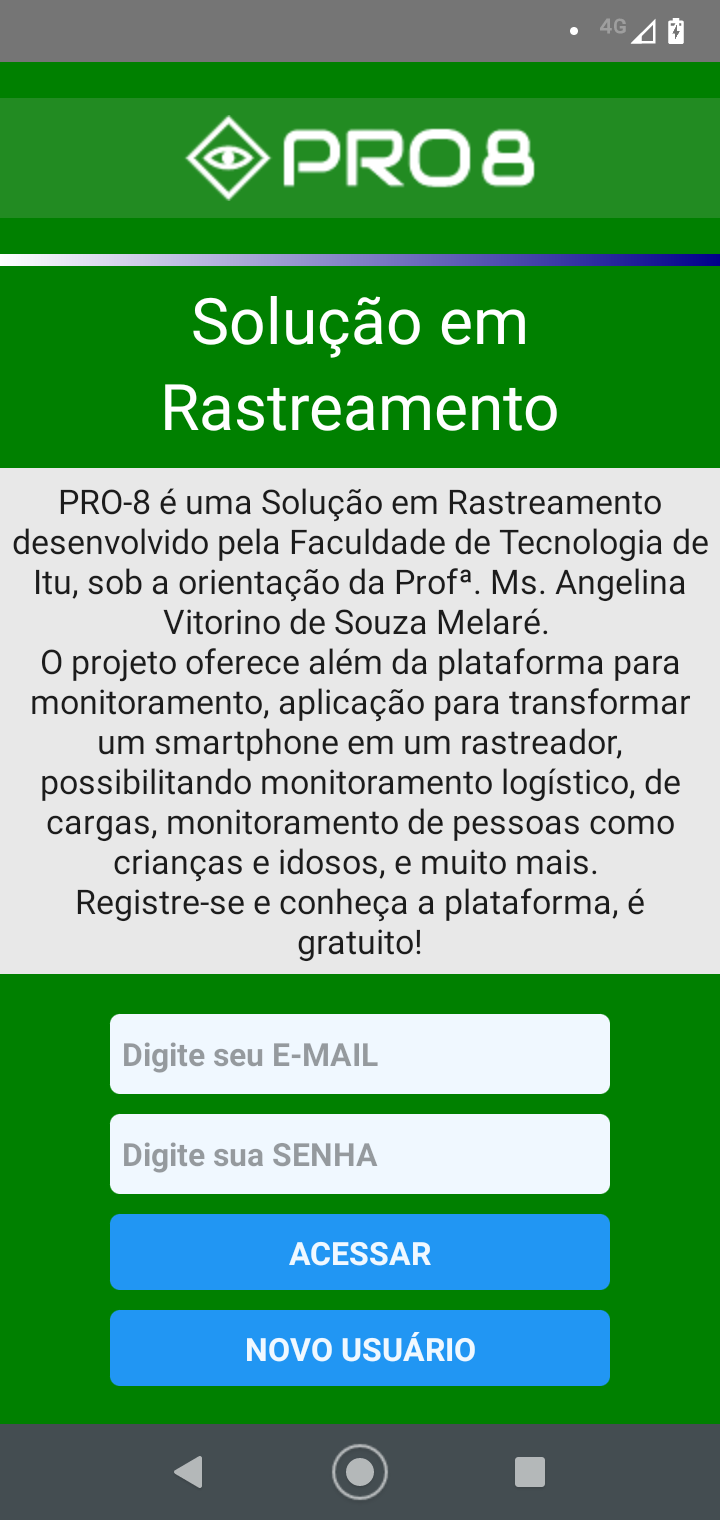 4G
PRO8
Solução em
Rastreamento
PRO-8 é uma Solução em Rastreamento
desenvolvido pela Faculdade de Tecnologia de
Itu, sob a orientação da Profª. Ms. Angelina
Vitorino de Souza Melaré.
O projeto oferece além da plataforma para
monitoramento, aplicação para transformar
um smartphone em um rastreador,
possibilitando monitoramento logístico, de
cargas, monitoramento de pessoas como
crianças e idosos, e muito mais.
Registre-se e conheça a plataforma, é
gratuito!
Digite seu E-MAIL
Digite sua SENHA
ACESSAR
NOVO USUÁRIO